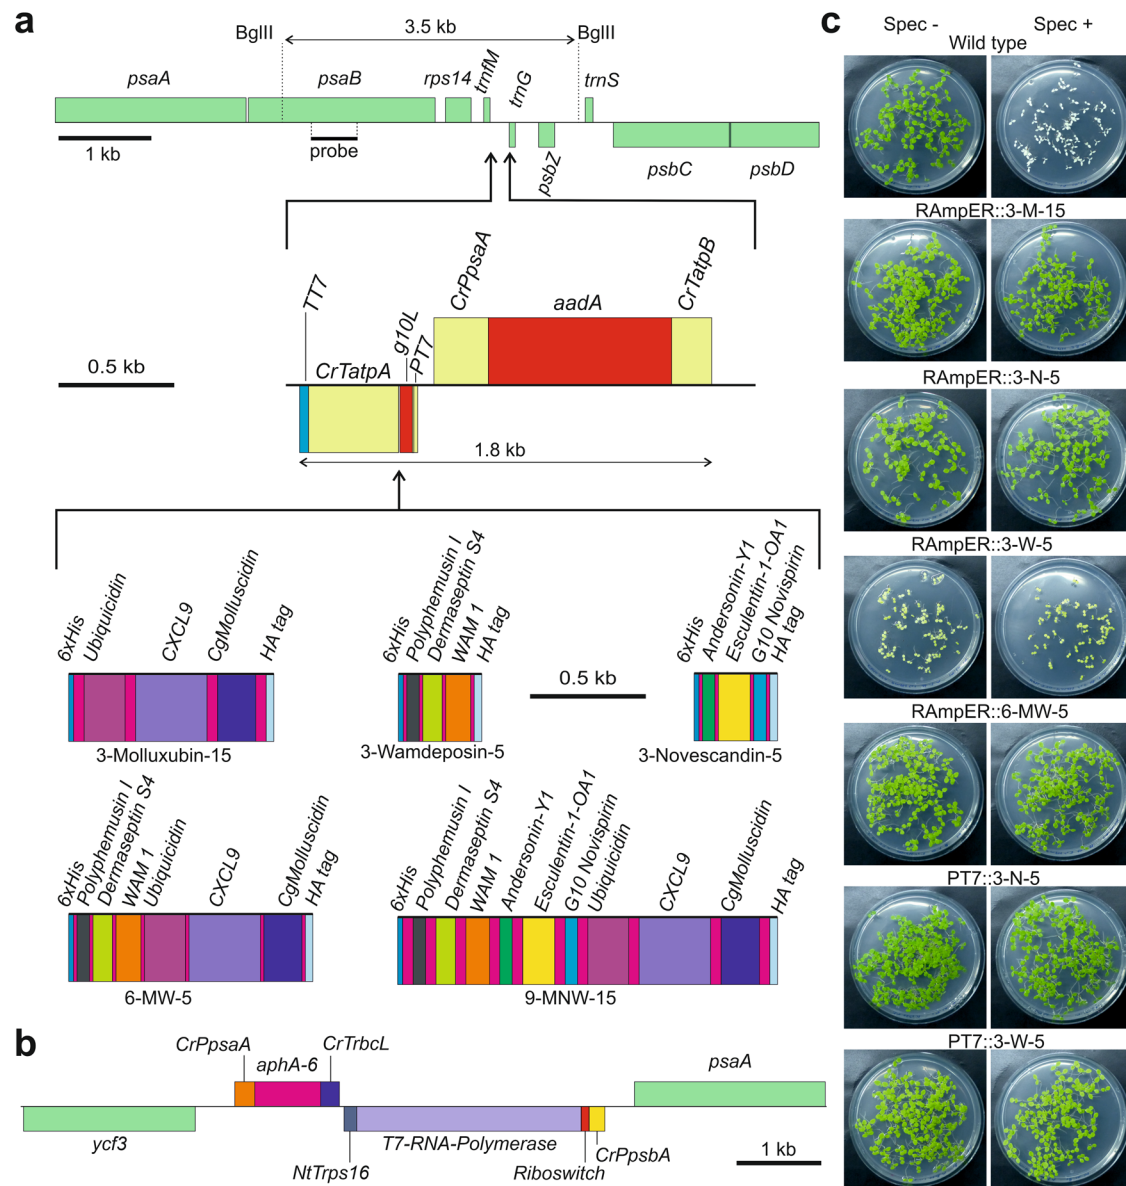 a
BglII
3.5 kb
BglII
psaA
psaB
rps14
trnfM
trnG
trnS
1 kb
probe
psbZ
psbC
psbD
TT7
CrTatpA
g10L
PT7
CrPpsaA
aadA
CrTatpB
0.5 kb
1.8 kb
6xHis
Ubiquicidin
CXCL9
CgMolluscidin
HA tag
3-Molluxubin-15
6xHis
Polyphemusin I
Dermaseptin S4
WAM 1
HA tag
3-Wamdeposin-5
0.5 kb
6xHis
Andersonin-Y1
Esculentin-1-OA1
G10 Novispirin
HA tag
3-Novescandin-5
6xHis
Polyphemusin I
Dermaseptin S4
WAM 1
Ubiquicidin
CXCL9
CgMolluscidin
HA tag
6-MW-5
6xHis
Polyphemusin I
Dermaseptin S4
WAM 1
Andersonin-Y1
Esculentin-1-OA1
G10 Novispirin
Ubiquicidin
CXCL9
CgMolluscidin
HA tag
9-MNW-15
b
CrPpsaA
aphA-6
CrTrbcL
psaA
ycf3
NtTrps16
T7-RNA-Polymerase
Riboswitch
CrPpsbA
1 kb
c
Spec -
Spec +
Wild type
RAmpER::3-M-15
RAmpER::3-N-5
RAmpER::3-W-5
RAmpER::6-MW-5
PT7::3-N-5
PT7::3-W-5